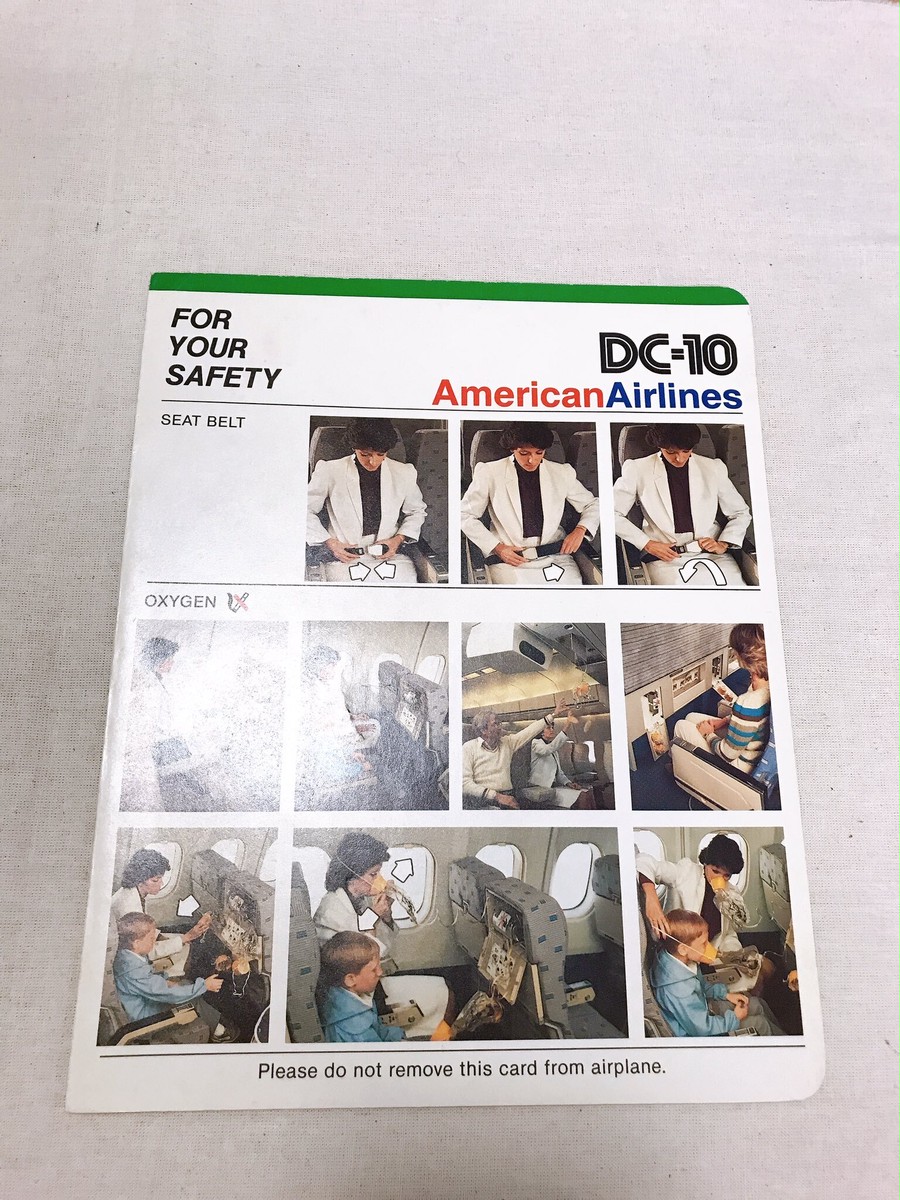 FOR
YOUR
SAFETY
DC-10
AmericanAirlines
SEAT BELT
OXYGEN
Please do not remove this card from airplane.